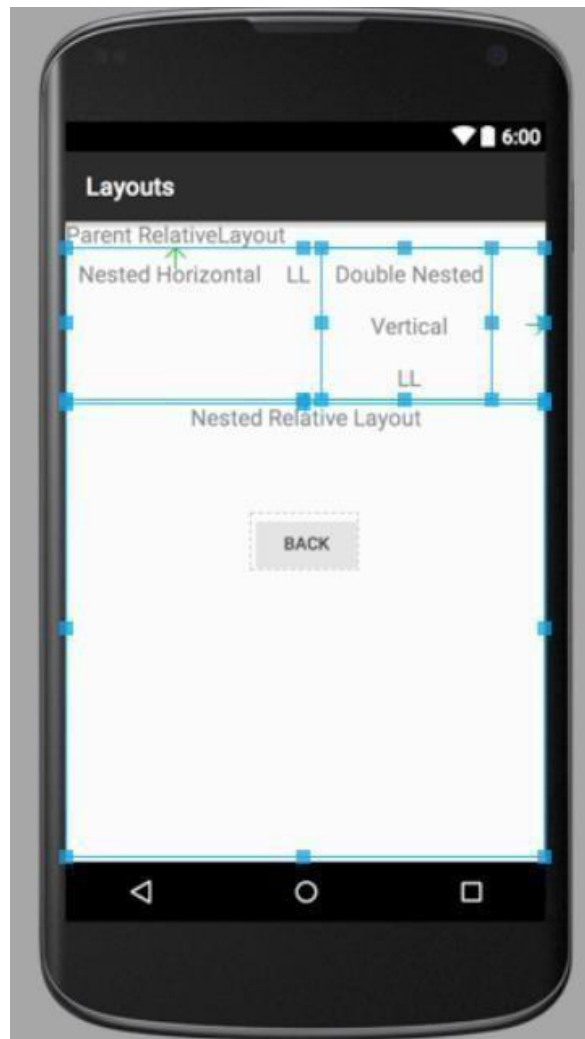 6:00
Layouts
Parent RelativeLayout
Nested Horizontal LL Double Nested
Vertical
LL
Nested Relative Layout
BACK